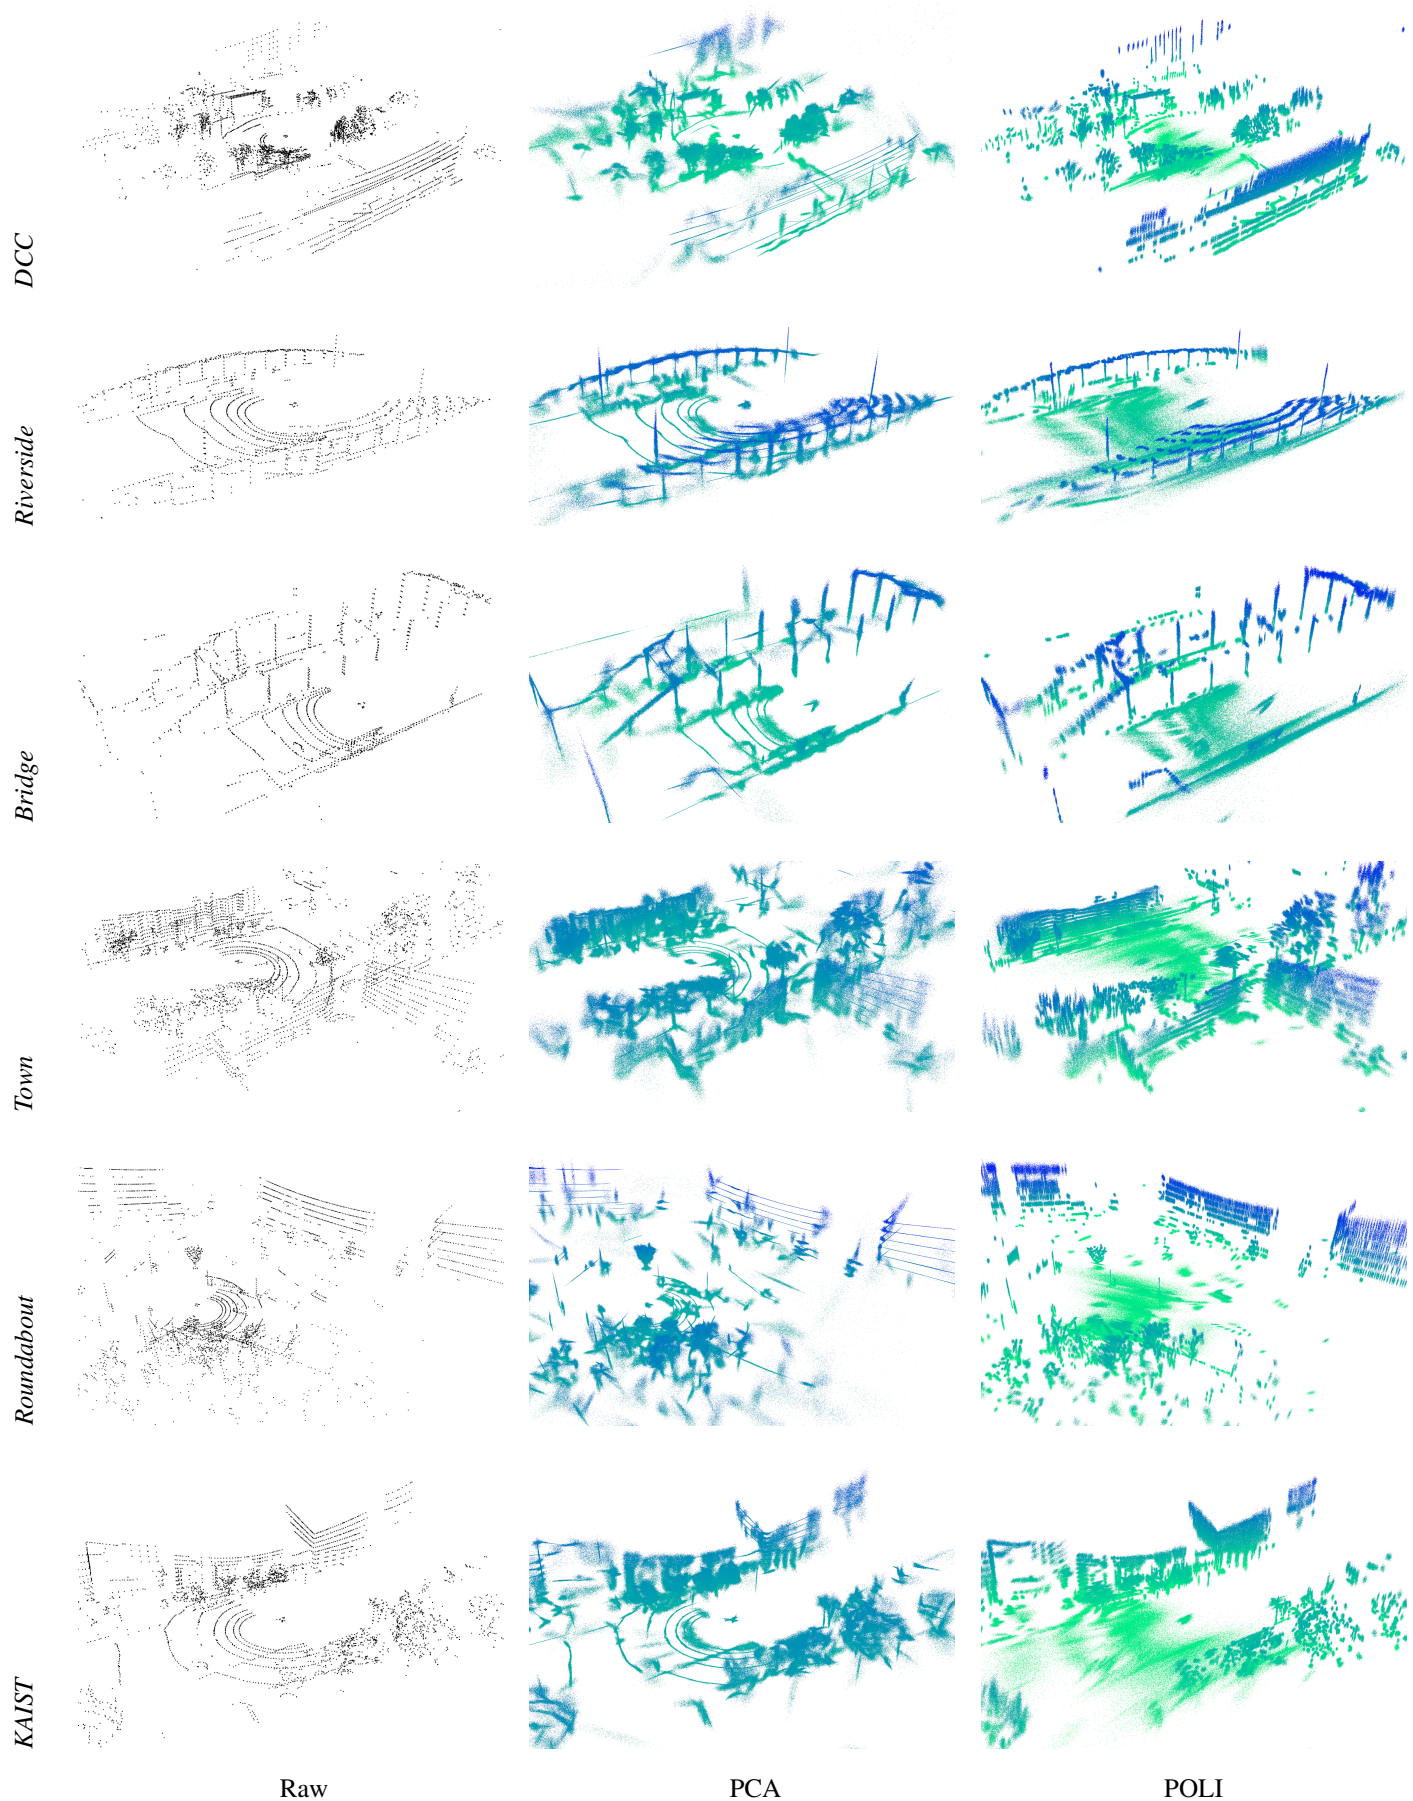 DCC
Riverside
Bridge
Town
Roundabout
KAIST
Raw PCA POLI